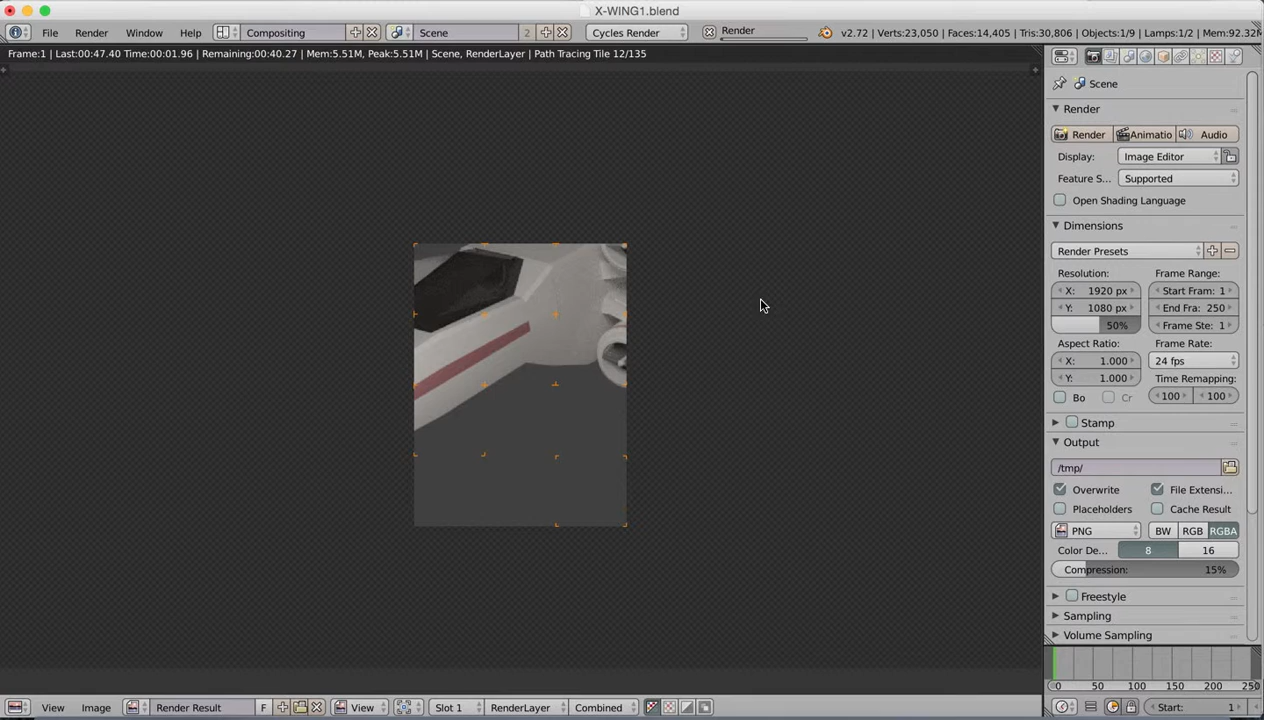 X-WING1.blend
File Render Window Help Compositing Scene 2 Cycles Render Render v2.72 | Verts:23,050 | Faces:14,405 | Tris:30,806 | Objects:1/9 | Lamps:1/2 | Mem:92.32
Frame:1 | Last:00:47.40 Time:00:01.96 | Remaining:00:40.27 | Mem:5.51M, Peak:5.51M | Scene, RenderLayer | Path Tracing Tile 12/135
Scene
Render
Render Animatio Audio
Display: Image Editor
Feature S... Supported
Open Shading Language
Dimensions
Render Presets
Resolution: Frame Range:
X: 1920 px Start Fram: 1
Y: 1080 px End Fra: 250
50% Frame Ste: 1
Aspect Ratio: Frame Rate:
X: 1.000 24 fps
Y: 1.000 Time Remapping:
Bo Cr 100 100
Stamp
Output
/tmp/
Overwrite File Extensi...
Placeholders Cache Result
PNG BW RGB RGBA
Color De... 8 16
Compression: 15%
Freestyle
Sampling
Volume Sampling
0 50 100 150 200 250
View Image Render Result F View Slot 1 RenderLayer Combined Start: 1